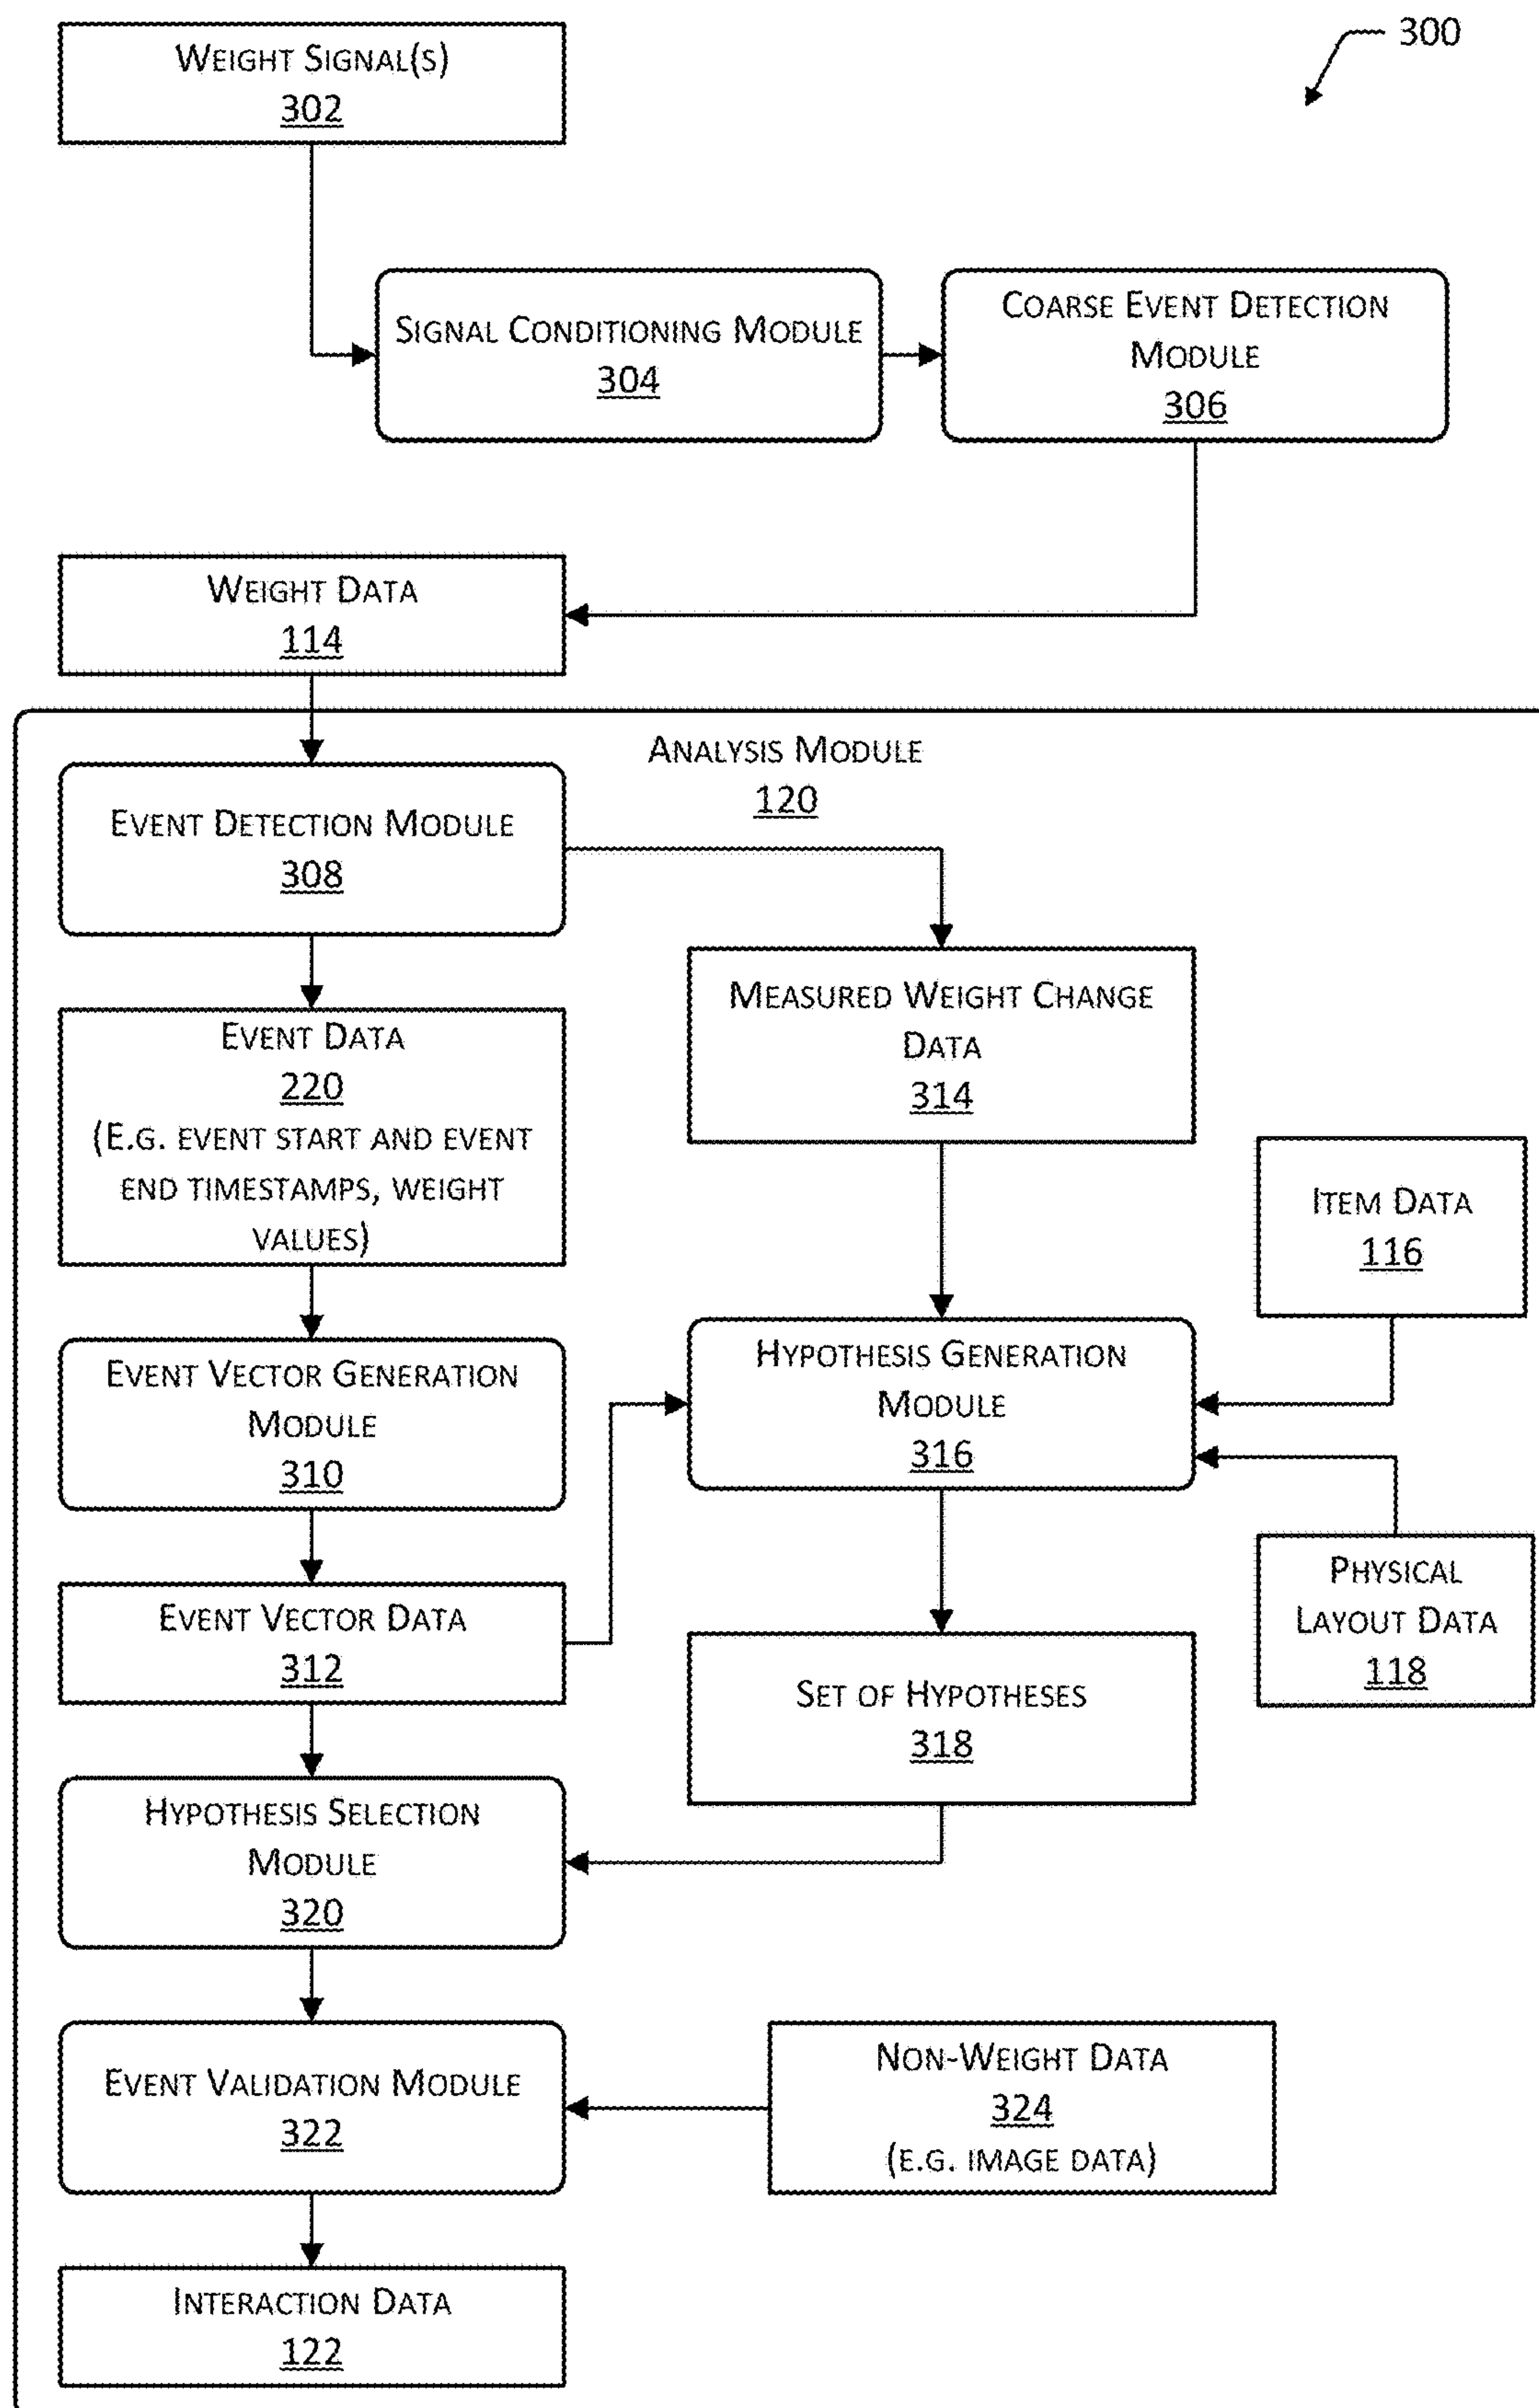 300
WEIGHT SIGNAL(S)
302
SIGNAL CONDITIONING MODULE
304
COARSE EVENT DETECTION
MODULE
306
WEIGHT DATA
114
ANALYSIS MODULE
120
EVENT DETECTION MODULE
308
MEASURED WEIGHT CHANGE
DATA
314
EVENT DATA
220
(E.G. EVENT START AND EVENT
END TIMESTAMPS, WEIGHT
VALUES)
ITEM DATA
116
EVENT VECTOR GENERATION
MODULE
310
HYPOTHESIS GENERATION
MODULE
316
PHYSICAL
LAYOUT DATA
118
EVENT VECTOR DATA
312
SET OF HYPOTHESES
318
HYPOTHESIS SELECTION
MODULE
320
EVENT VALIDATION MODULE
322
NON-WEIGHT DATA
324
(E.G. IMAGE DATA)
INTERACTION DATA
122